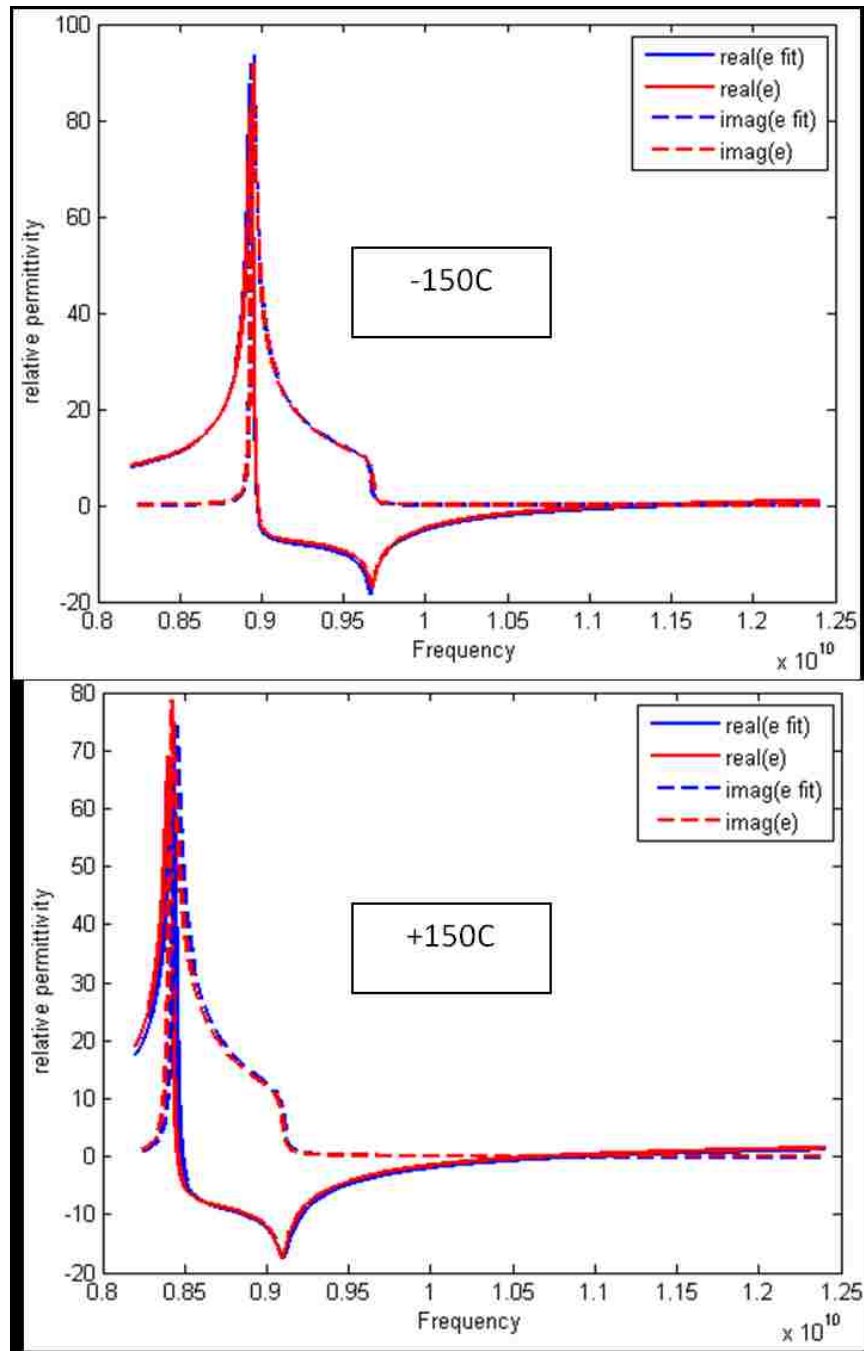 100
80
60
40
20
0
-20
relative permittivity
real(e fit)
real(e)
imag(e fit)
imag(e)
-150C
0.8 0.85 0.9 0.95 1 1.05 1.1 1.15 1.2 1.25
Frequency
x 10^10
80
70
60
50
40
30
20
10
0
-10
-20
relative permittivity
real(e fit)
real(e)
imag(e fit)
imag(e)
+150C
0.8 0.85 0.9 0.95 1 1.05 1.1 1.15 1.2 1.25
Frequency
x 10^10